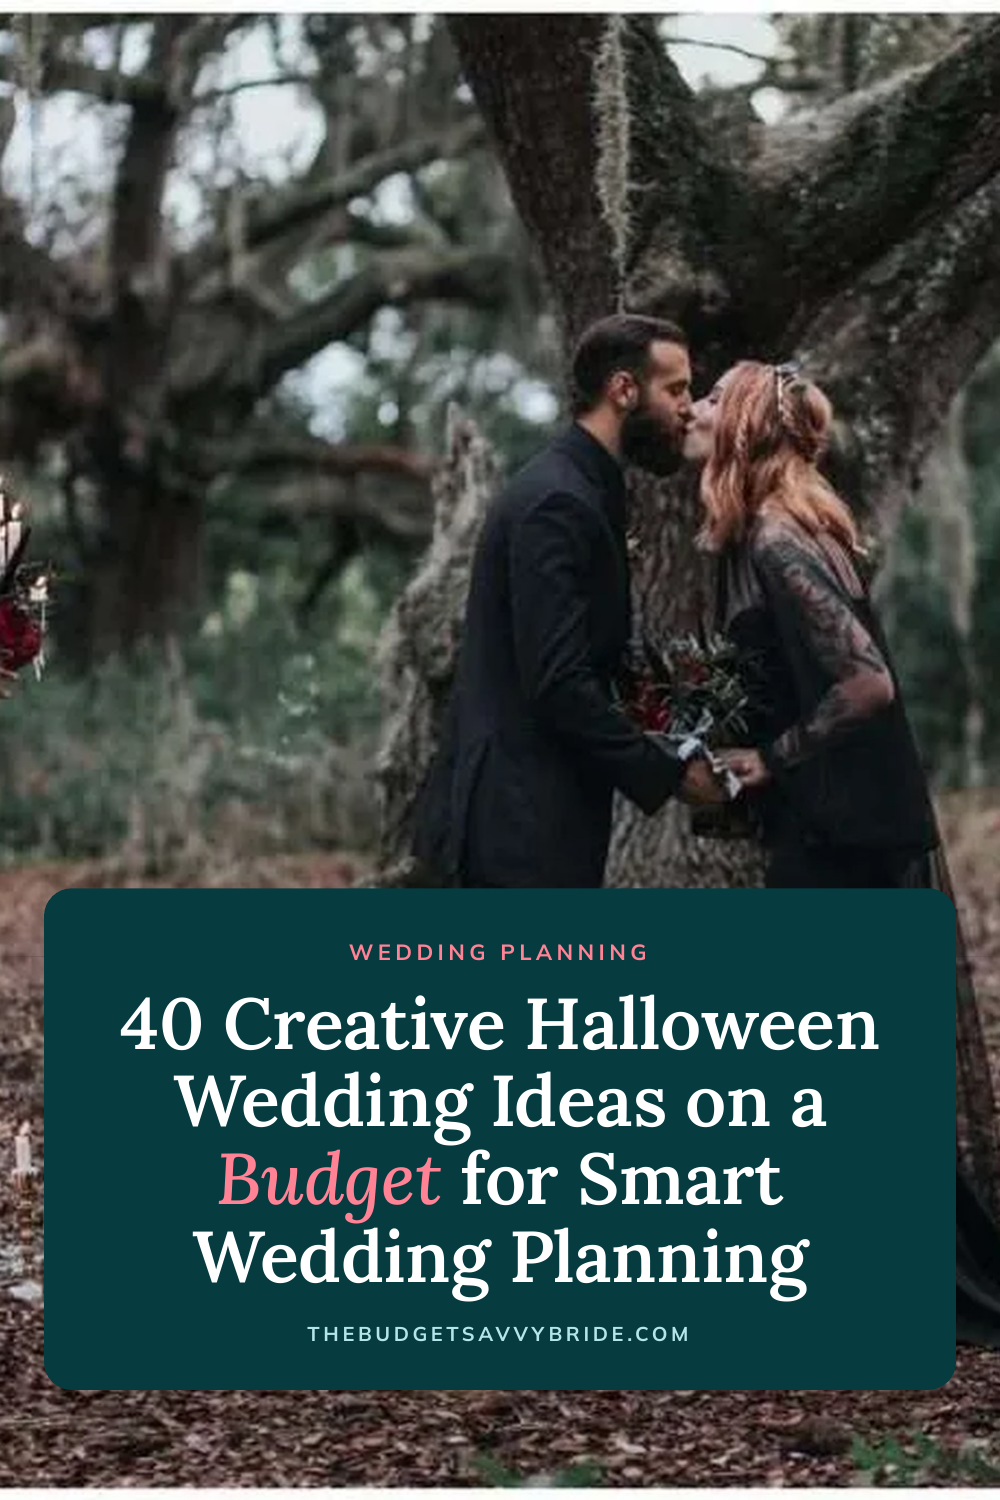 WEDDING PLANNING
40 Creative Halloween
Wedding Ideas on a
Budget for Smart
Wedding Planning
THEBUDGETSAVVYBRIDE.COM